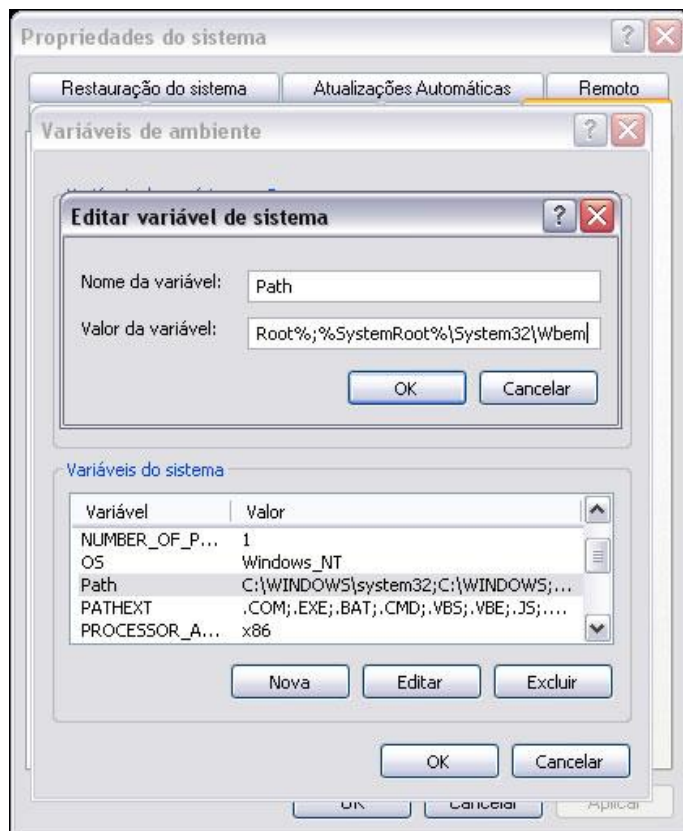 Propriedades do sistema
Restauração do sistema
Atualizações Automáticas
Remoto
Variáveis de ambiente
Editar variável de sistema
Nome da variável:
Path
Valor da variável:
Root%;%SystemRoot%\System32\Wbem
OK
Cancelar
Variáveis do sistema
Variável
Valor
NUMBER_OF_P... 1
OS Windows_NT
Path C:\WINDOWS\system32;C:\WINDOWS;...
PATHEXT .COM;.EXE;.BAT;.CMD;.VBS;.VBE;.JS;....
PROCESSOR_A... x86
Nova
Editar
Excluir
OK
Cancelar
OK
Cancelar
Aplicar